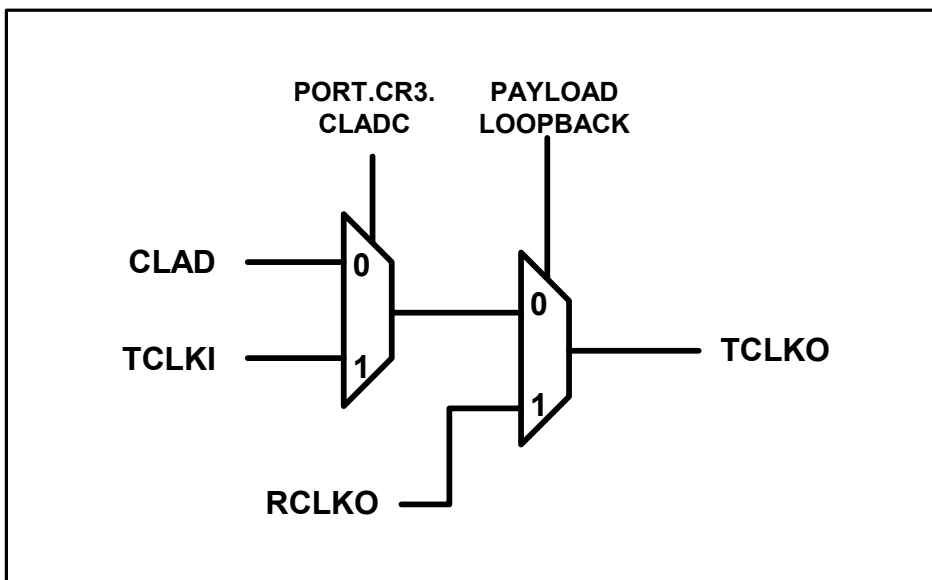 PORT.CR3.
CLADC
PAYLOAD
LOOPBACK
CLAD
0
TCLKI
1
0
1
TCLKO
RCLKO